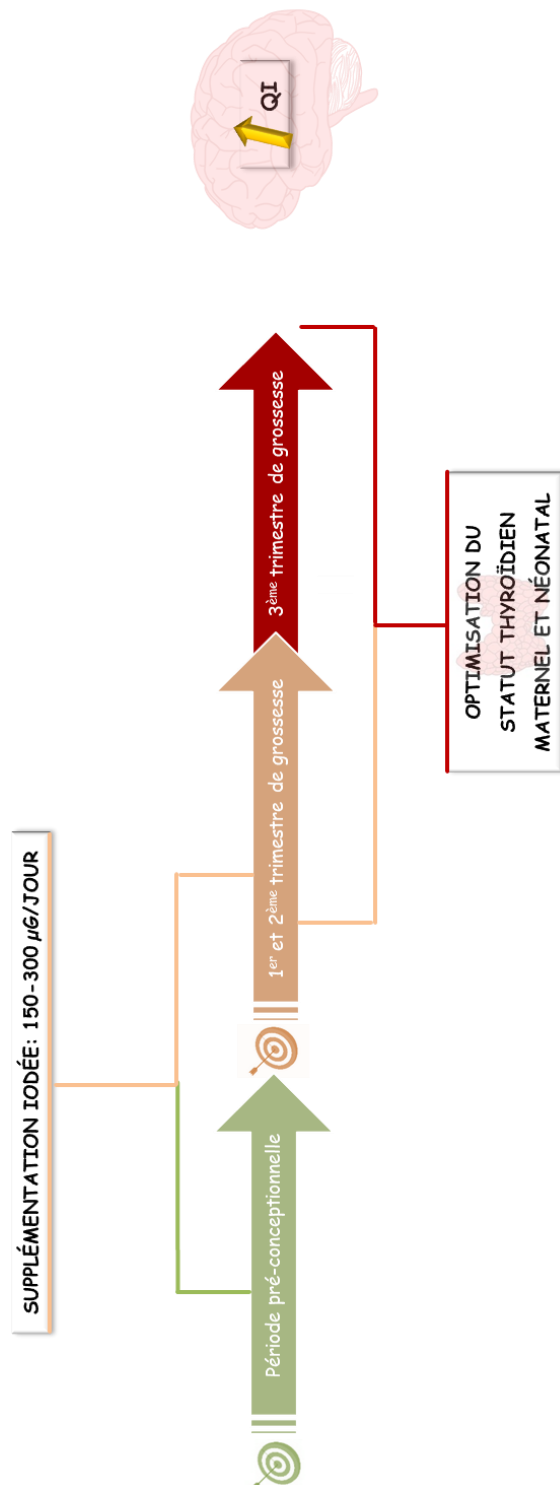 SUPPLÉMENTATION IODÉE: 150-300 µG/JOUR
Période pré-conceptionnelle
1er et 2ème trimestre de grossesse
3ème trimestre de grossesse
QI
OPTIMISATION DU
STATUT THYROÏDIEN
MATERNEL ET NÉONATAL